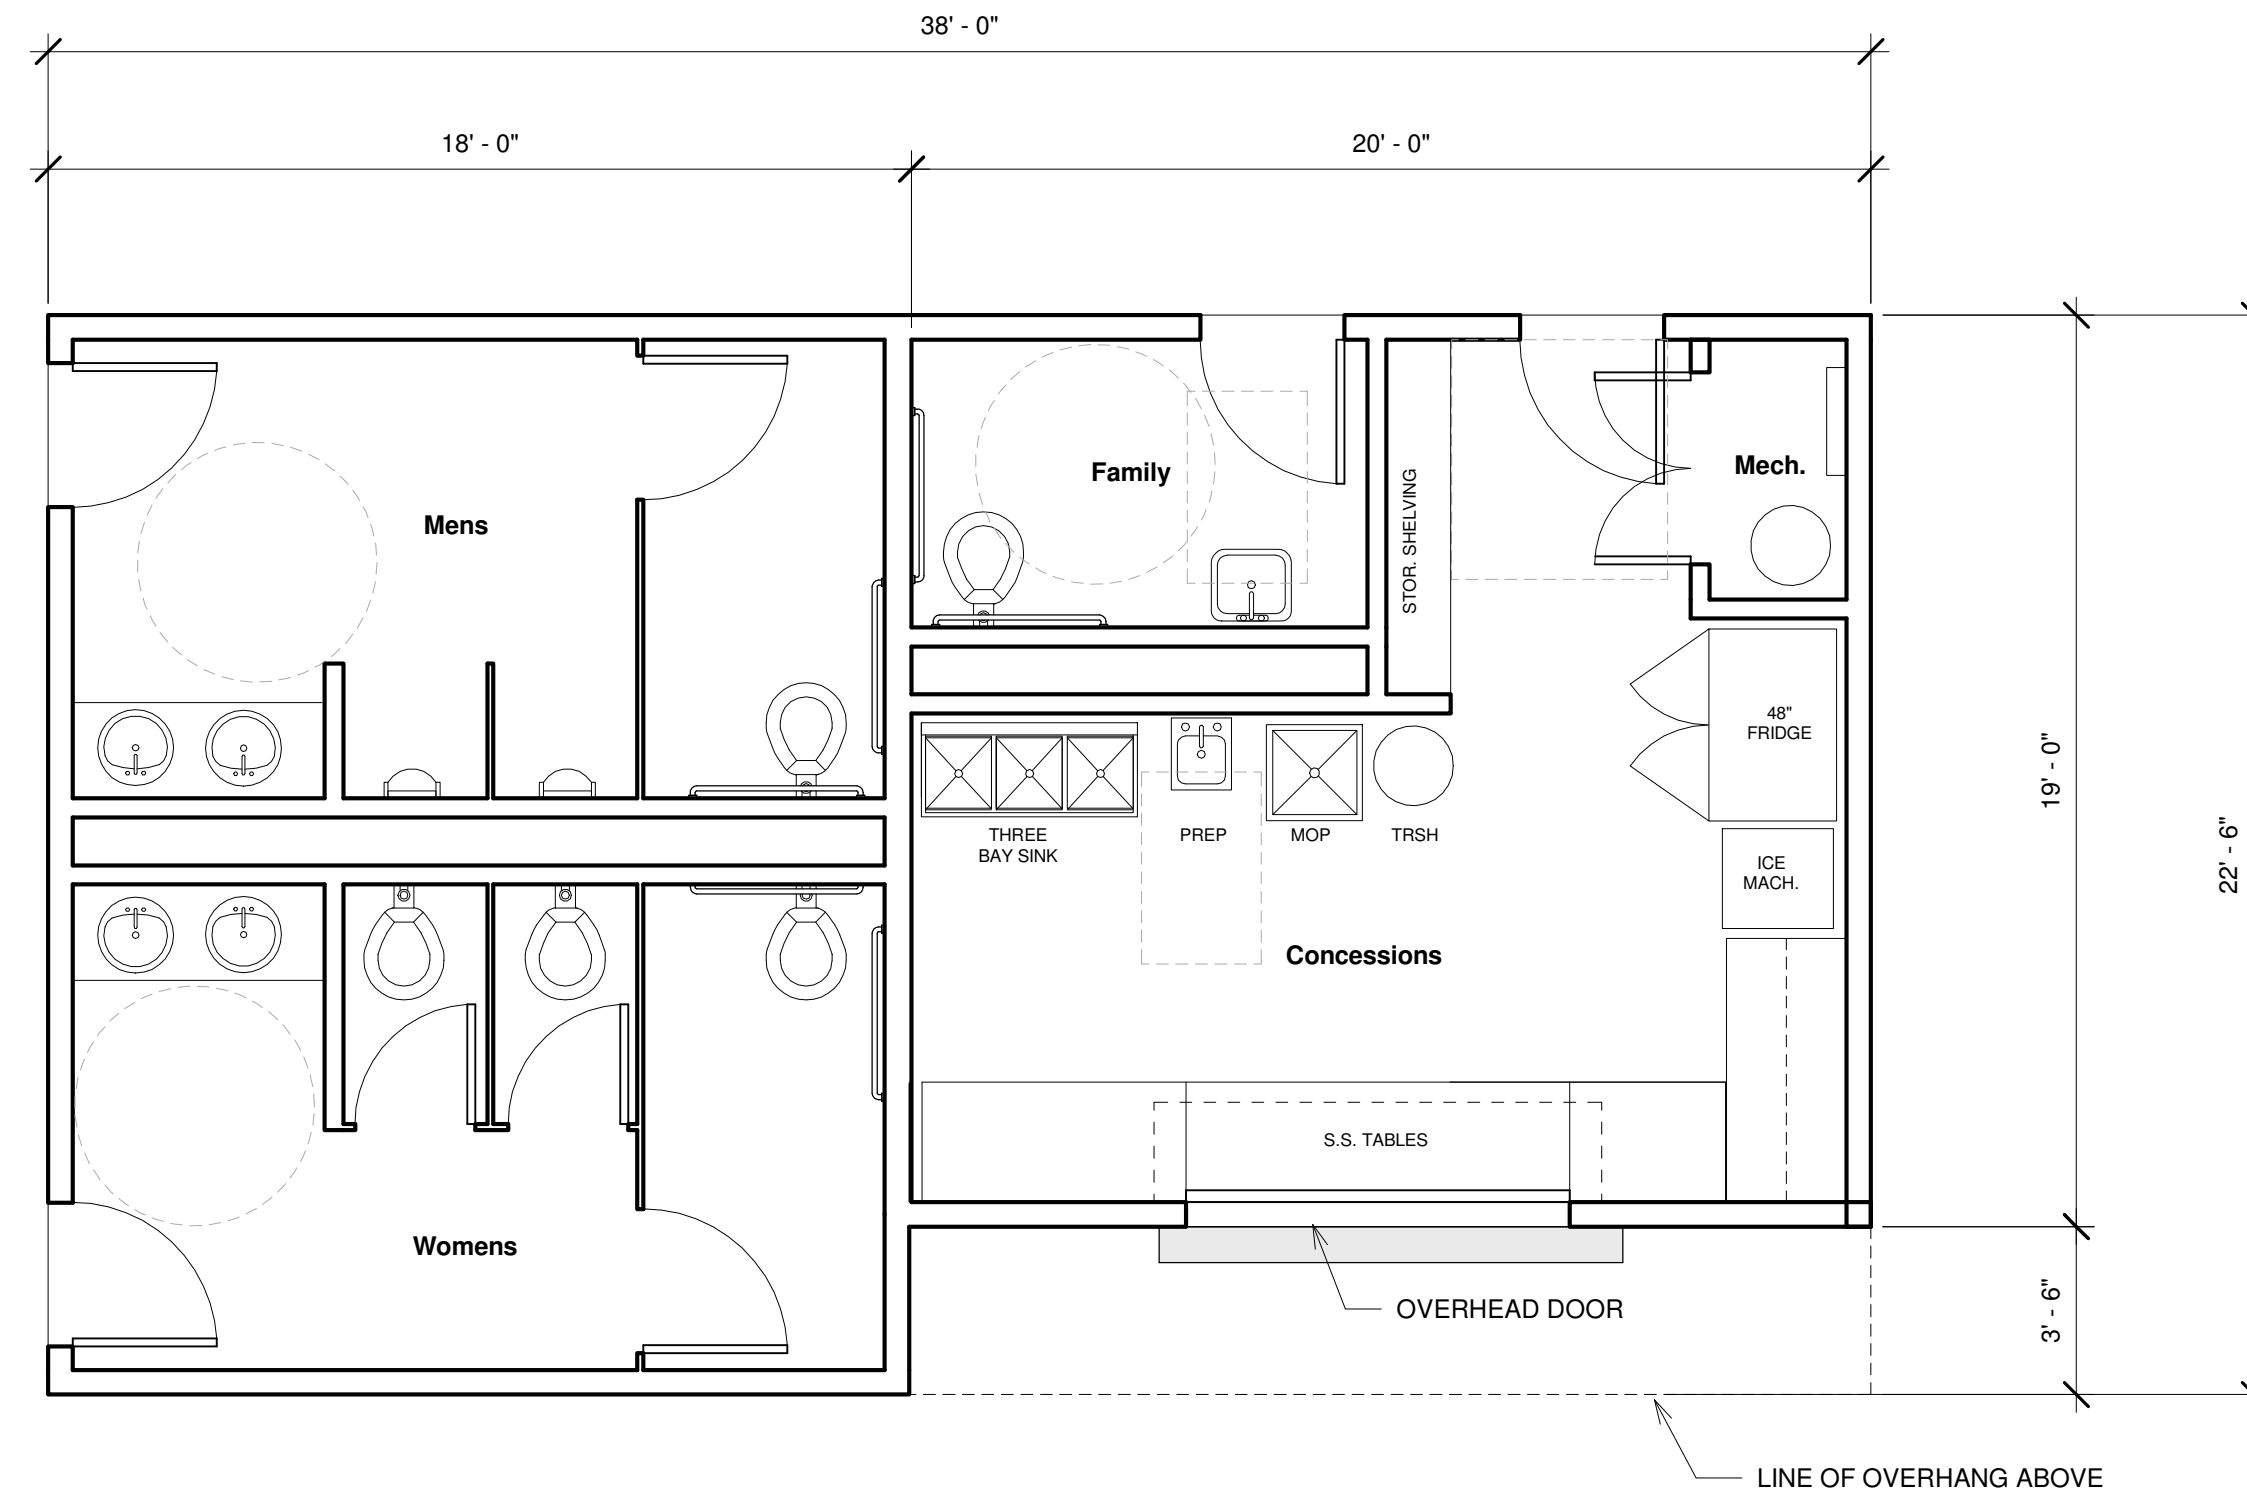 38' - 0"
18' - 0"
20' - 0"
Mens
Family
STOR. SHELVING
Mech.
48"
FRIDGE
THREE
BAY SINK
PREP
MOP
TRSH
ICE
MACH.
19' - 0"
22' - 6"
Concessions
S.S. TABLES
Womens
OVERHEAD DOOR
3' - 6"
LINE OF OVERHANG ABOVE